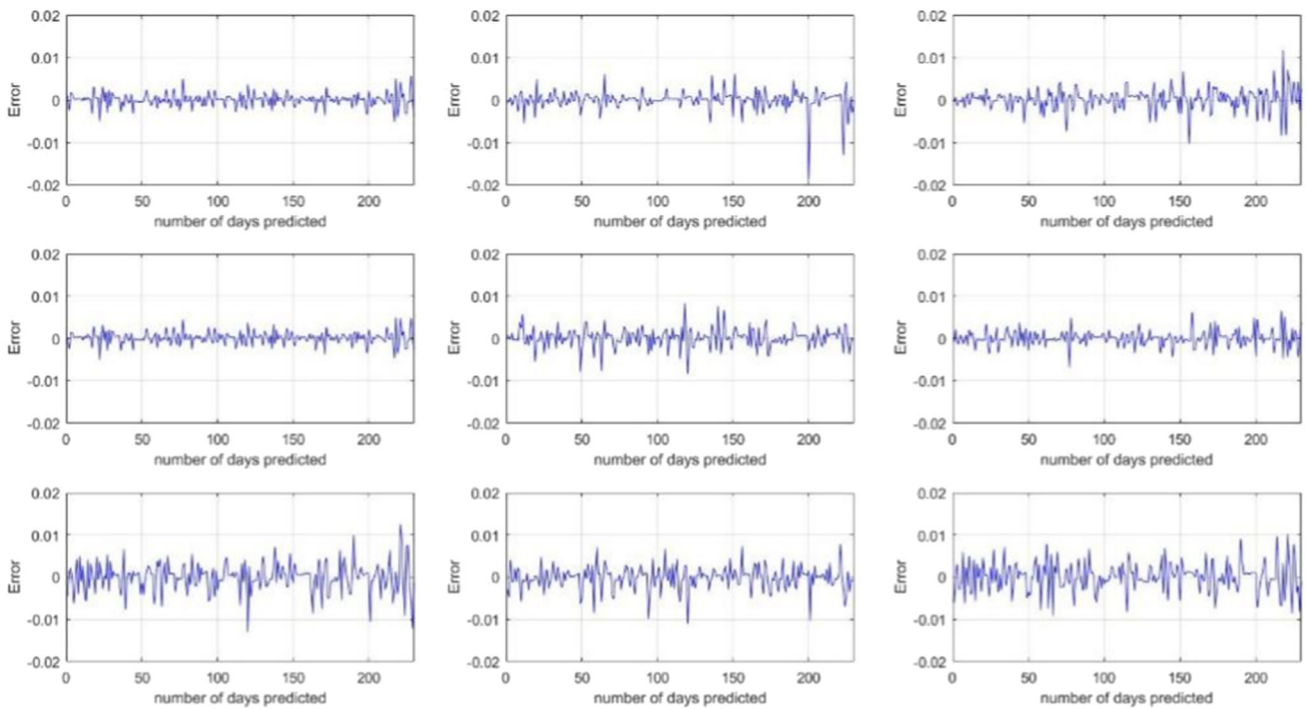 0.02 0.02 0.02
0.01 0.01 0.01
0 0 0
-0.01 -0.01 -0.01
-0.02 -0.02 -0.02
Error Error Error
0 50 100 150 200 0 50 100 150 200 0 50 100 150 200
number of days predicted number of days predicted number of days predicted
0.02 0.02 0.02
0.01 0.01 0.01
0 0 0
-0.01 -0.01 -0.01
-0.02 -0.02 -0.02
Error Error Error
0 50 100 150 200 0 50 100 150 200 0 50 100 150 200
number of days predicted number of days predicted number of days predicted
0.02 0.02 0.02
0.01 0.01 0.01
0 0 0
-0.01 -0.01 -0.01
-0.02 -0.02 -0.02
Error Error Error
0 50 100 150 200 0 50 100 150 200 0 50 100 150 200
number of days predicted number of days predicted number of days predicted